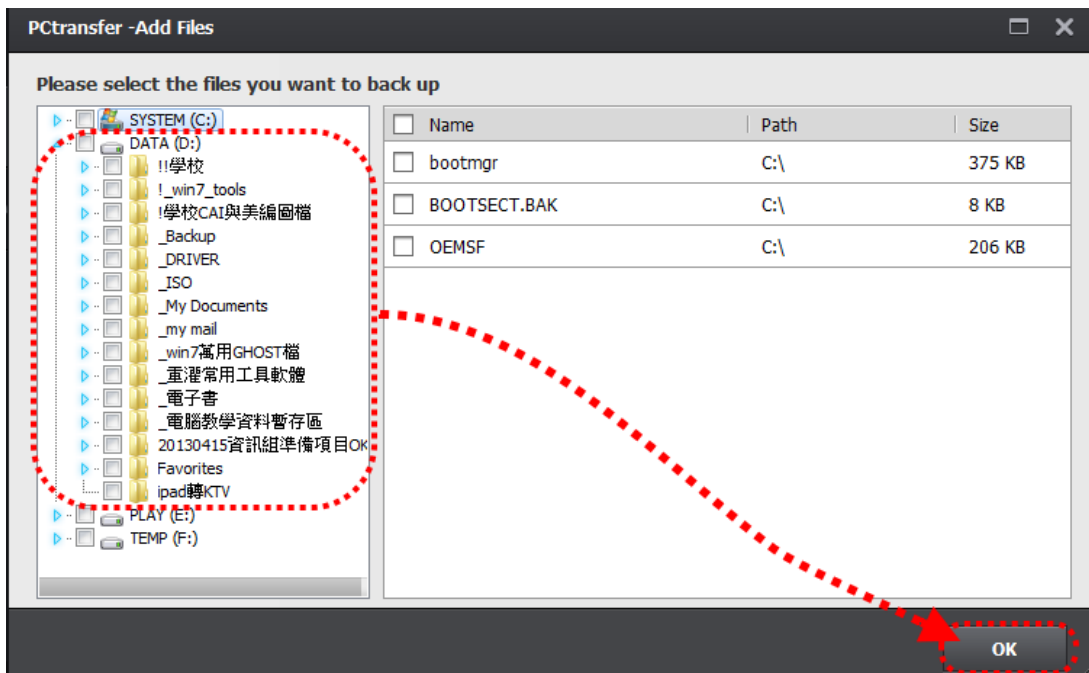 PCtransfer -Add Files
Please select the files you want to back up
SYSTEM (C:)
DATA (D:)
!!學校
!_win7_tools
!學校CAI與美編圖檔
_Backup
_DRIVER
_ISO
_My Documents
_my mail
_win7萬用GHOST檔
_重灌常用工具軟體
_電子書
_電腦教學資料暫存區
20130415資訊組準備項目OK
Favorites
ipad轉KTV
PLAY (E:)
TEMP (F:)
Name Path Size
bootmgr C:\ 375 KB
BOOTSECT.BAK C:\ 8 KB
OEMSF C:\ 206 KB
OK